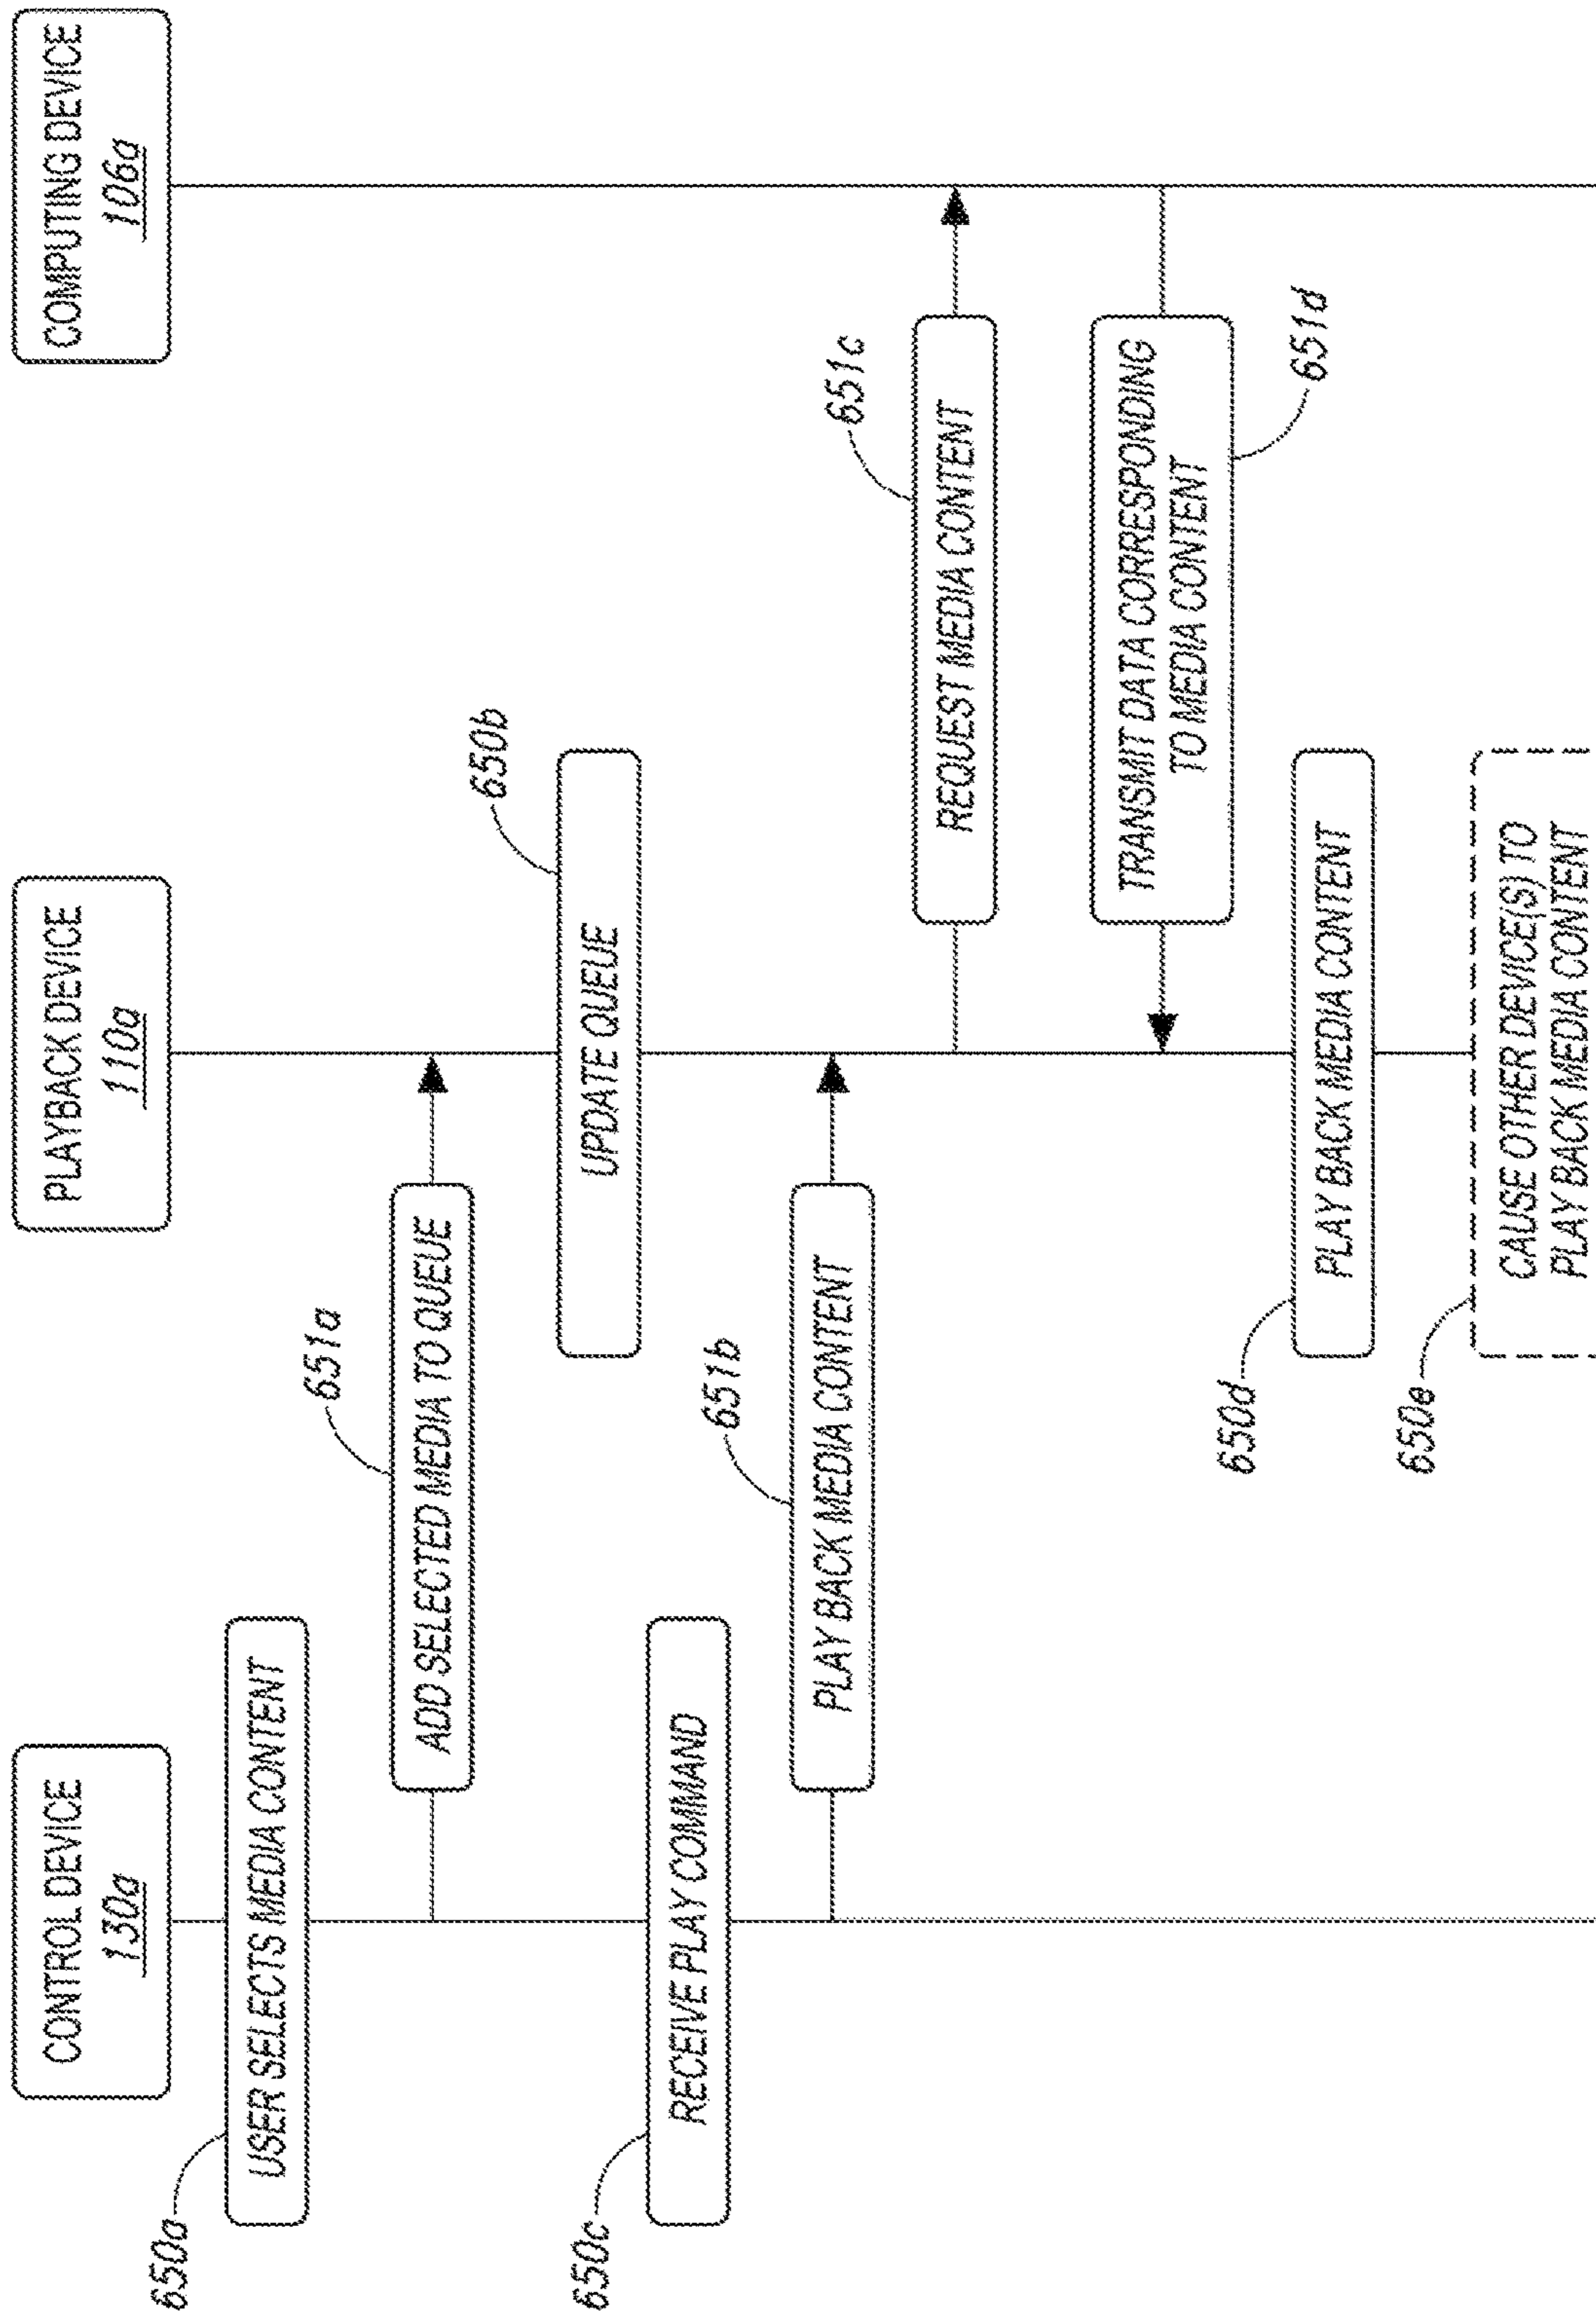 CONTROL DEVICE
130a
PLAYBACK DEVICE
110a
COMPUTING DEVICE
106a
650a
USER SELECTS MEDIA CONTENT
651a
ADD SELECTED MEDIA TO QUEUE
650b
UPDATE QUEUE
650c
RECEIVE PLAY COMMAND
651b
PLAY BACK MEDIA CONTENT
651c
REQUEST MEDIA CONTENT
TRANSMIT DATA CORRESPONDING
TO MEDIA CONTENT
651d
650d
PLAY BACK MEDIA CONTENT
650e
CAUSE OTHER DEVICE(S) TO
PLAY BACK MEDIA CONTENT